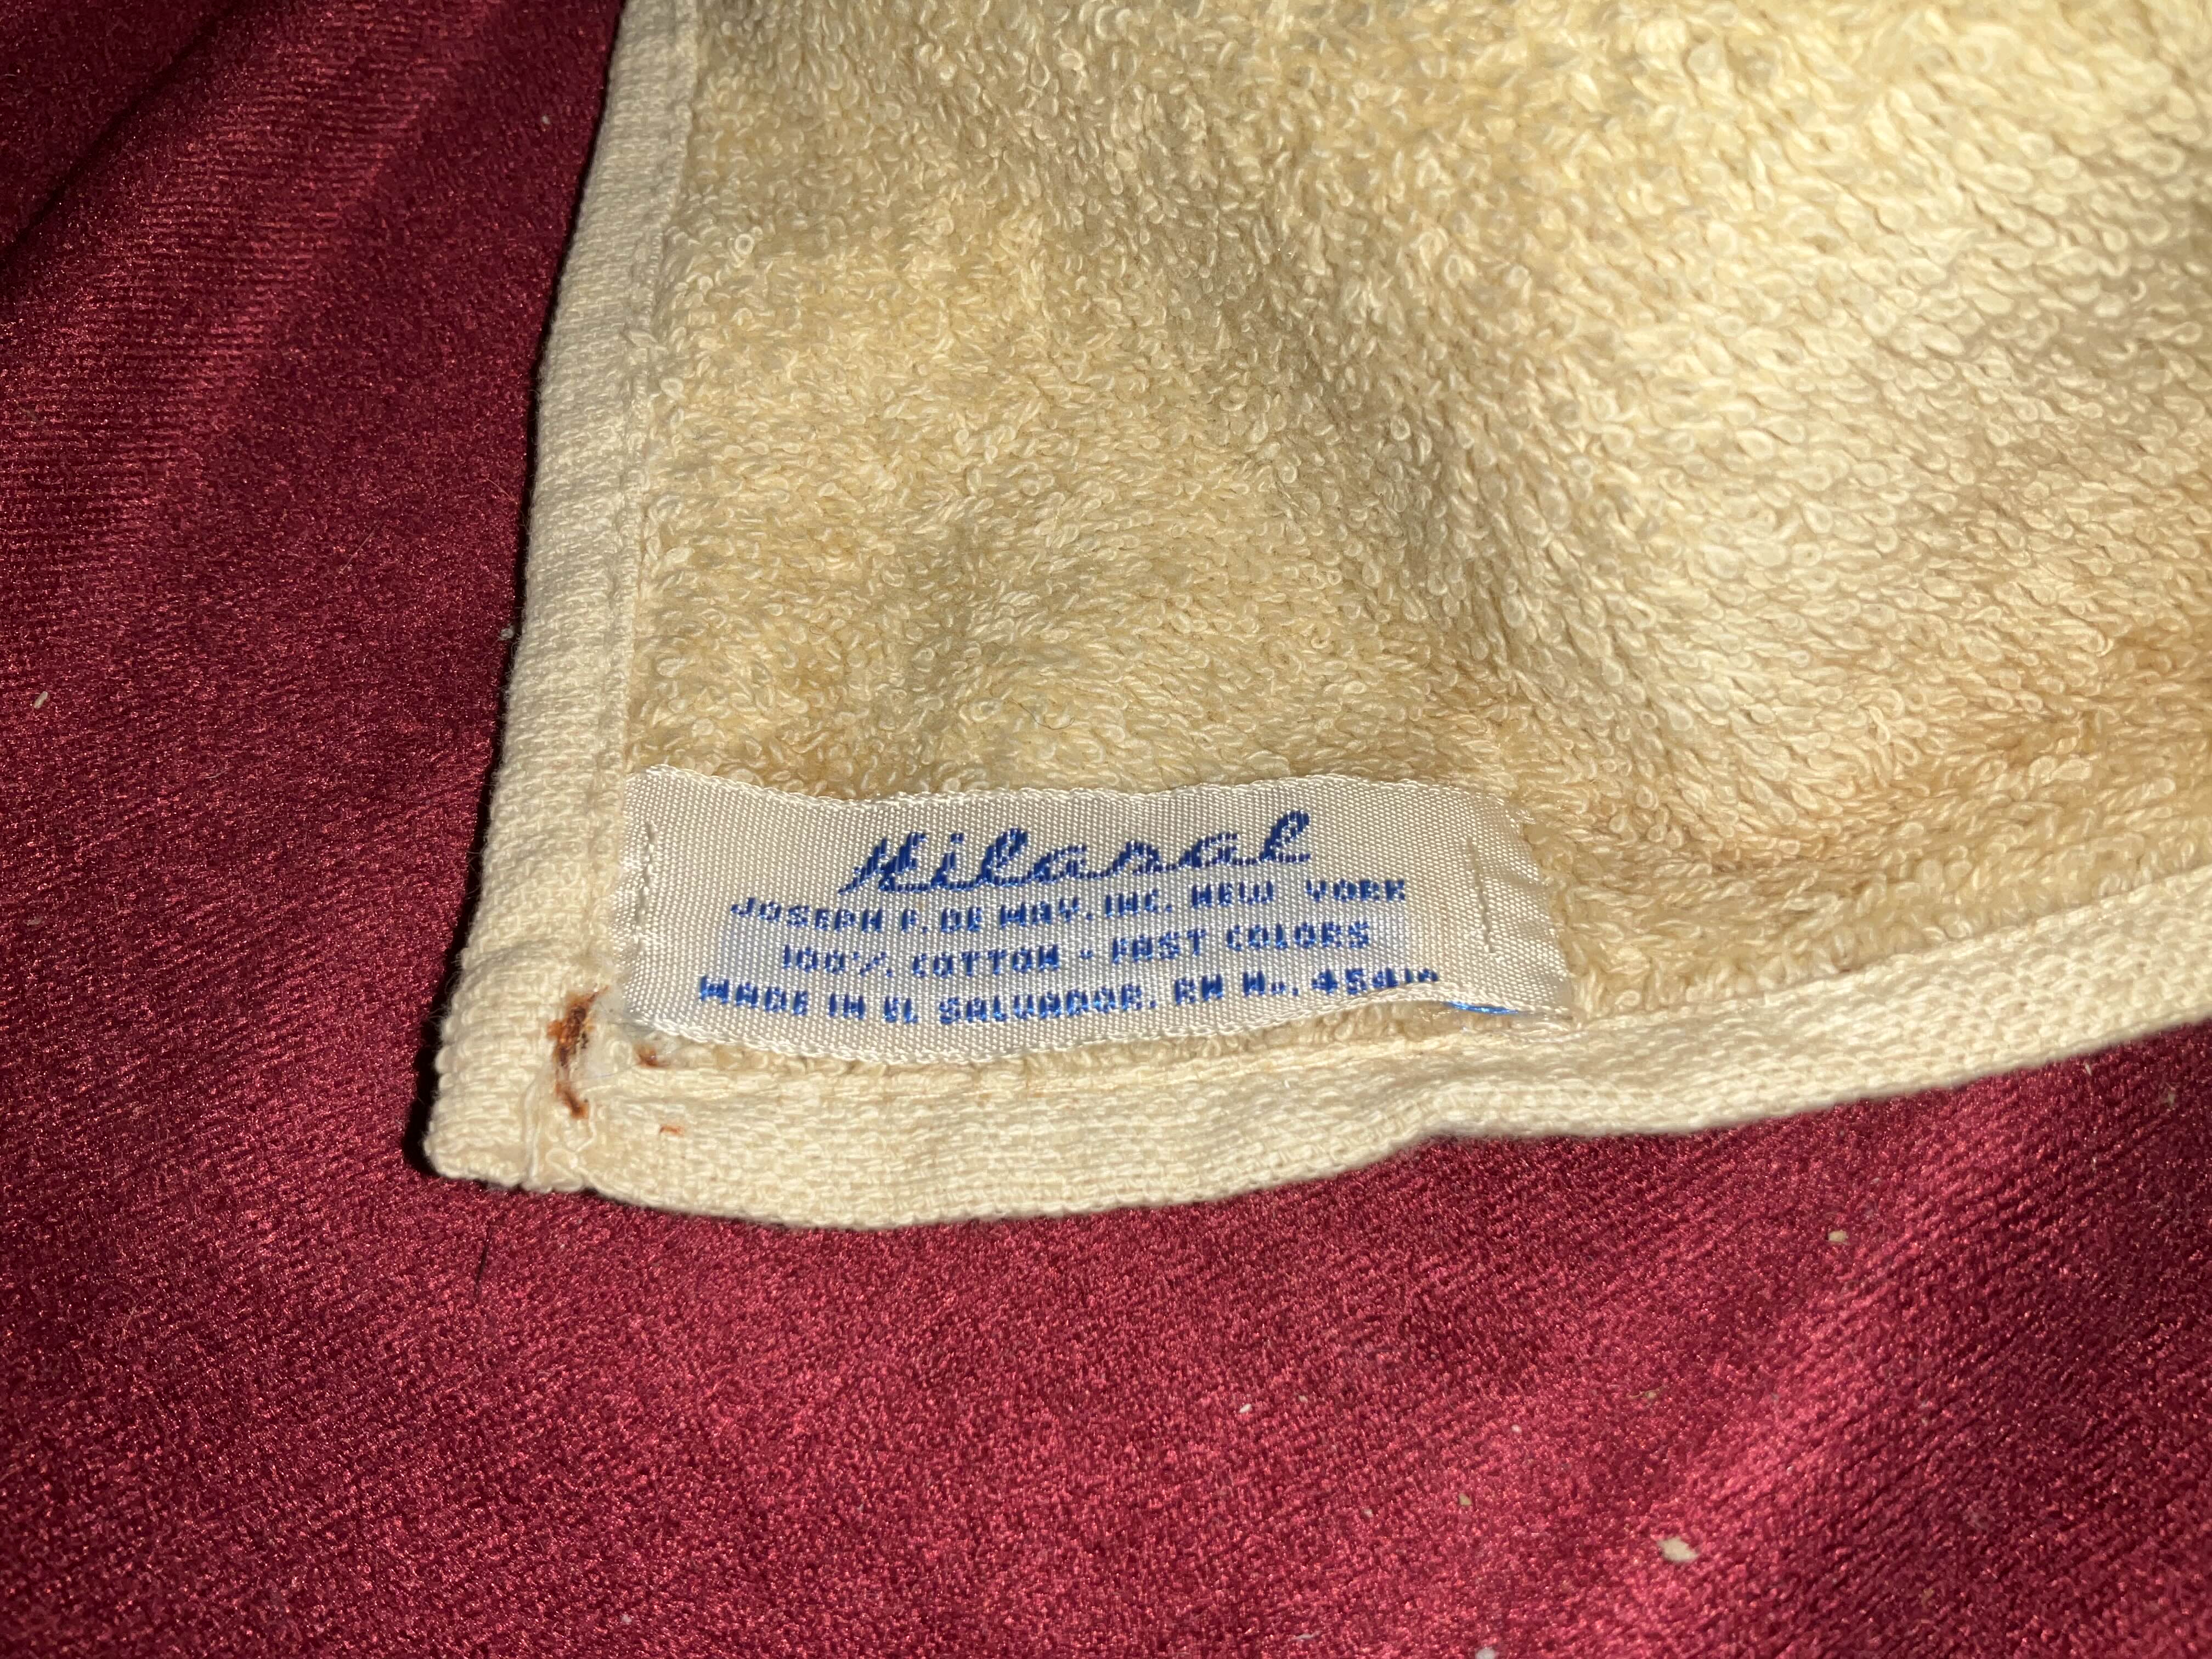 Hilasal
JOSEPH P. DE MAY, INC. NEW YORK
100% COTTON - FAST COLORS
MADE IN EL SALVADOR. RN No.